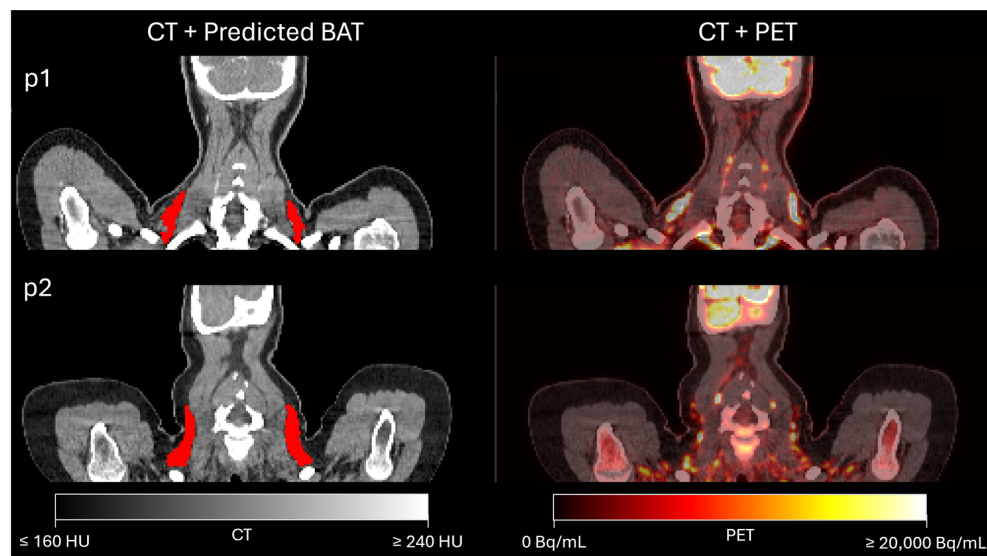 CT + Predicted BAT
CT + PET
p1
p2
≤ 160 HU
CT
≥ 240 HU
0 Bq/mL
PET
≥ 20,000 Bq/mL